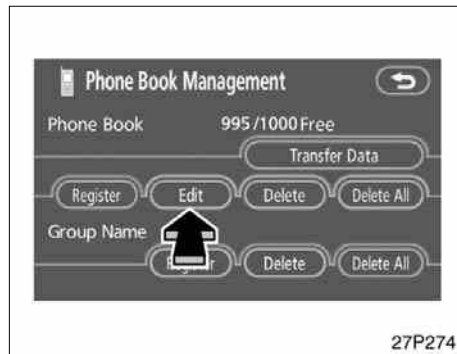 Phone Book Management
Phone Book 995/1000 Free
Transfer Data
Register Edit Delete Delete All
Group Name
Delete Delete All
27P274